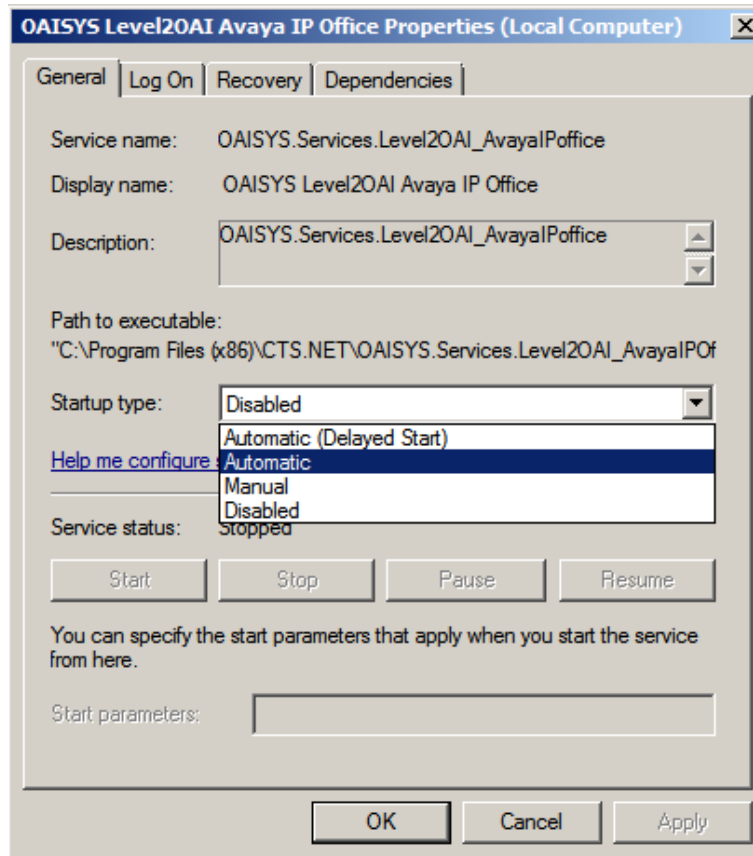 OAISYS Level2OAI Avaya IP Office Properties (Local Computer)
General Log On Recovery Dependencies
Service name: OAISYS.Services.Level2OAI_AvayaIPoffice
Display name: OAISYS Level2OAI Avaya IP Office
Description: OAISYS.Services.Level2OAI_AvayaIPoffice
Path to executable:
"C:\Program Files (x86)\CTS.NET\OAISYS.Services.Level2OAI_AvayaIPOf
Startup type: Disabled
Automatic (Delayed Start)
Help me configure Automatic
Manual
Disabled
Service status: Stopped
Start Stop Pause Resume
You can specify the start parameters that apply when you start the service
from here.
Start parameters:
OK Cancel Apply